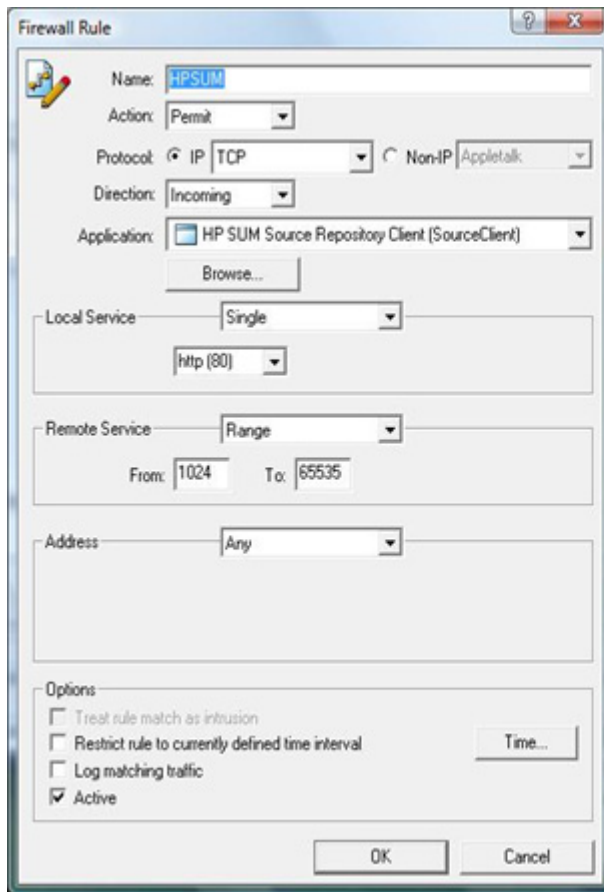 Firewall Rule
Name: HPSUM
Action: Permit
Protocol: IP TCP Non-IP Appletalk
Direction: Incoming
Application: HP SUM Source Repository Client (SourceClient)
Browse...
Local Service Single
http (80)
Remote Service Range
From: 1024 To: 65535
Address Any
Options
Treat rule match as intrusion
Restrict rule to currently defined time interval Time...
Log matching traffic
Active
OK Cancel